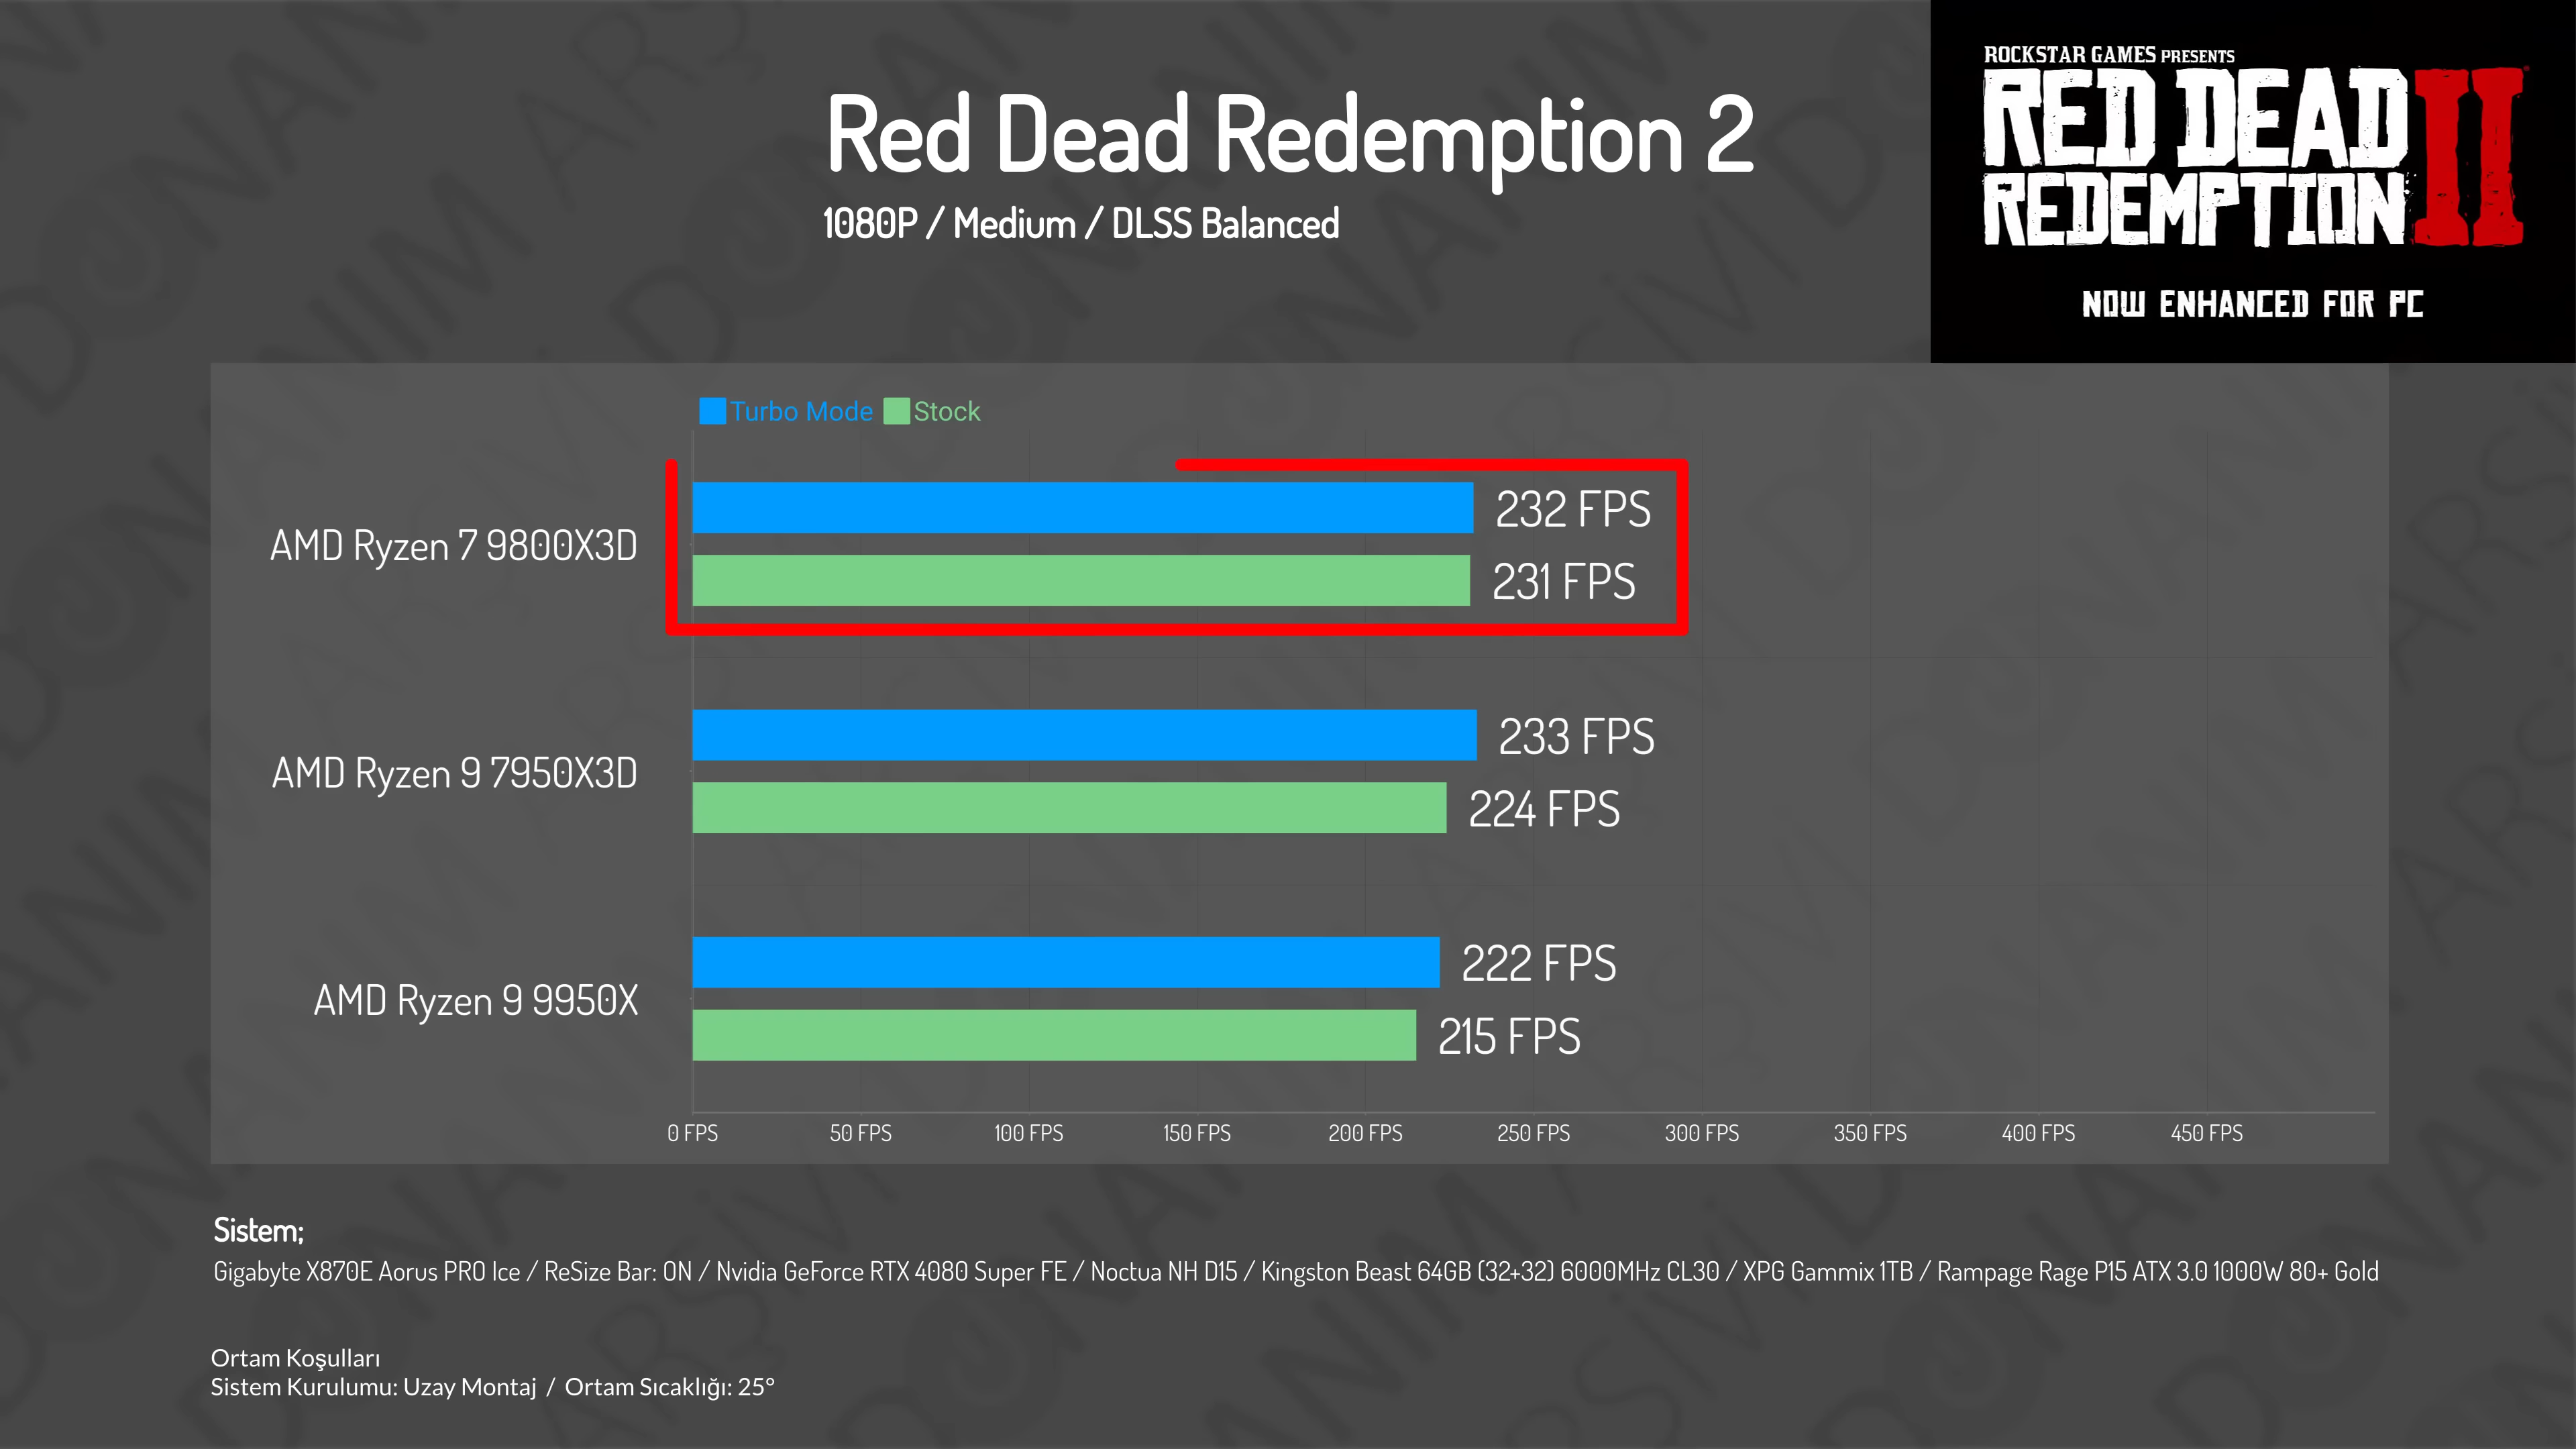 ROCKSTAR GAMES PRESENTS
RED DEAD
REDEMPTION II
NOW ENHANCED FOR PC
Red Dead Redemption 2
1080P / Medium / DLSS Balanced
Turbo Mode Stock
AMD Ryzen 7 9800X3D
232 FPS
231 FPS
AMD Ryzen 9 7950X3D
233 FPS
224 FPS
AMD Ryzen 9 9950X
222 FPS
215 FPS
0 FPS 50 FPS 100 FPS 150 FPS 200 FPS 250 FPS 300 FPS 350 FPS 400 FPS 450 FPS
Sistem;
Gigabyte X870E Aorus PRO Ice / ReSize Bar: ON / Nvidia GeForce RTX 4080 Super FE / Noctua NH D15 / Kingston Beast 64GB (32+32) 6000MHz CL30 / XPG Gammix 1TB / Rampage Rage P15 ATX 3.0 1000W 80+ Gold
Ortam Koşulları
Sistem Kurulumu: Uzay Montaj / Ortam Sıcaklığı: 25°